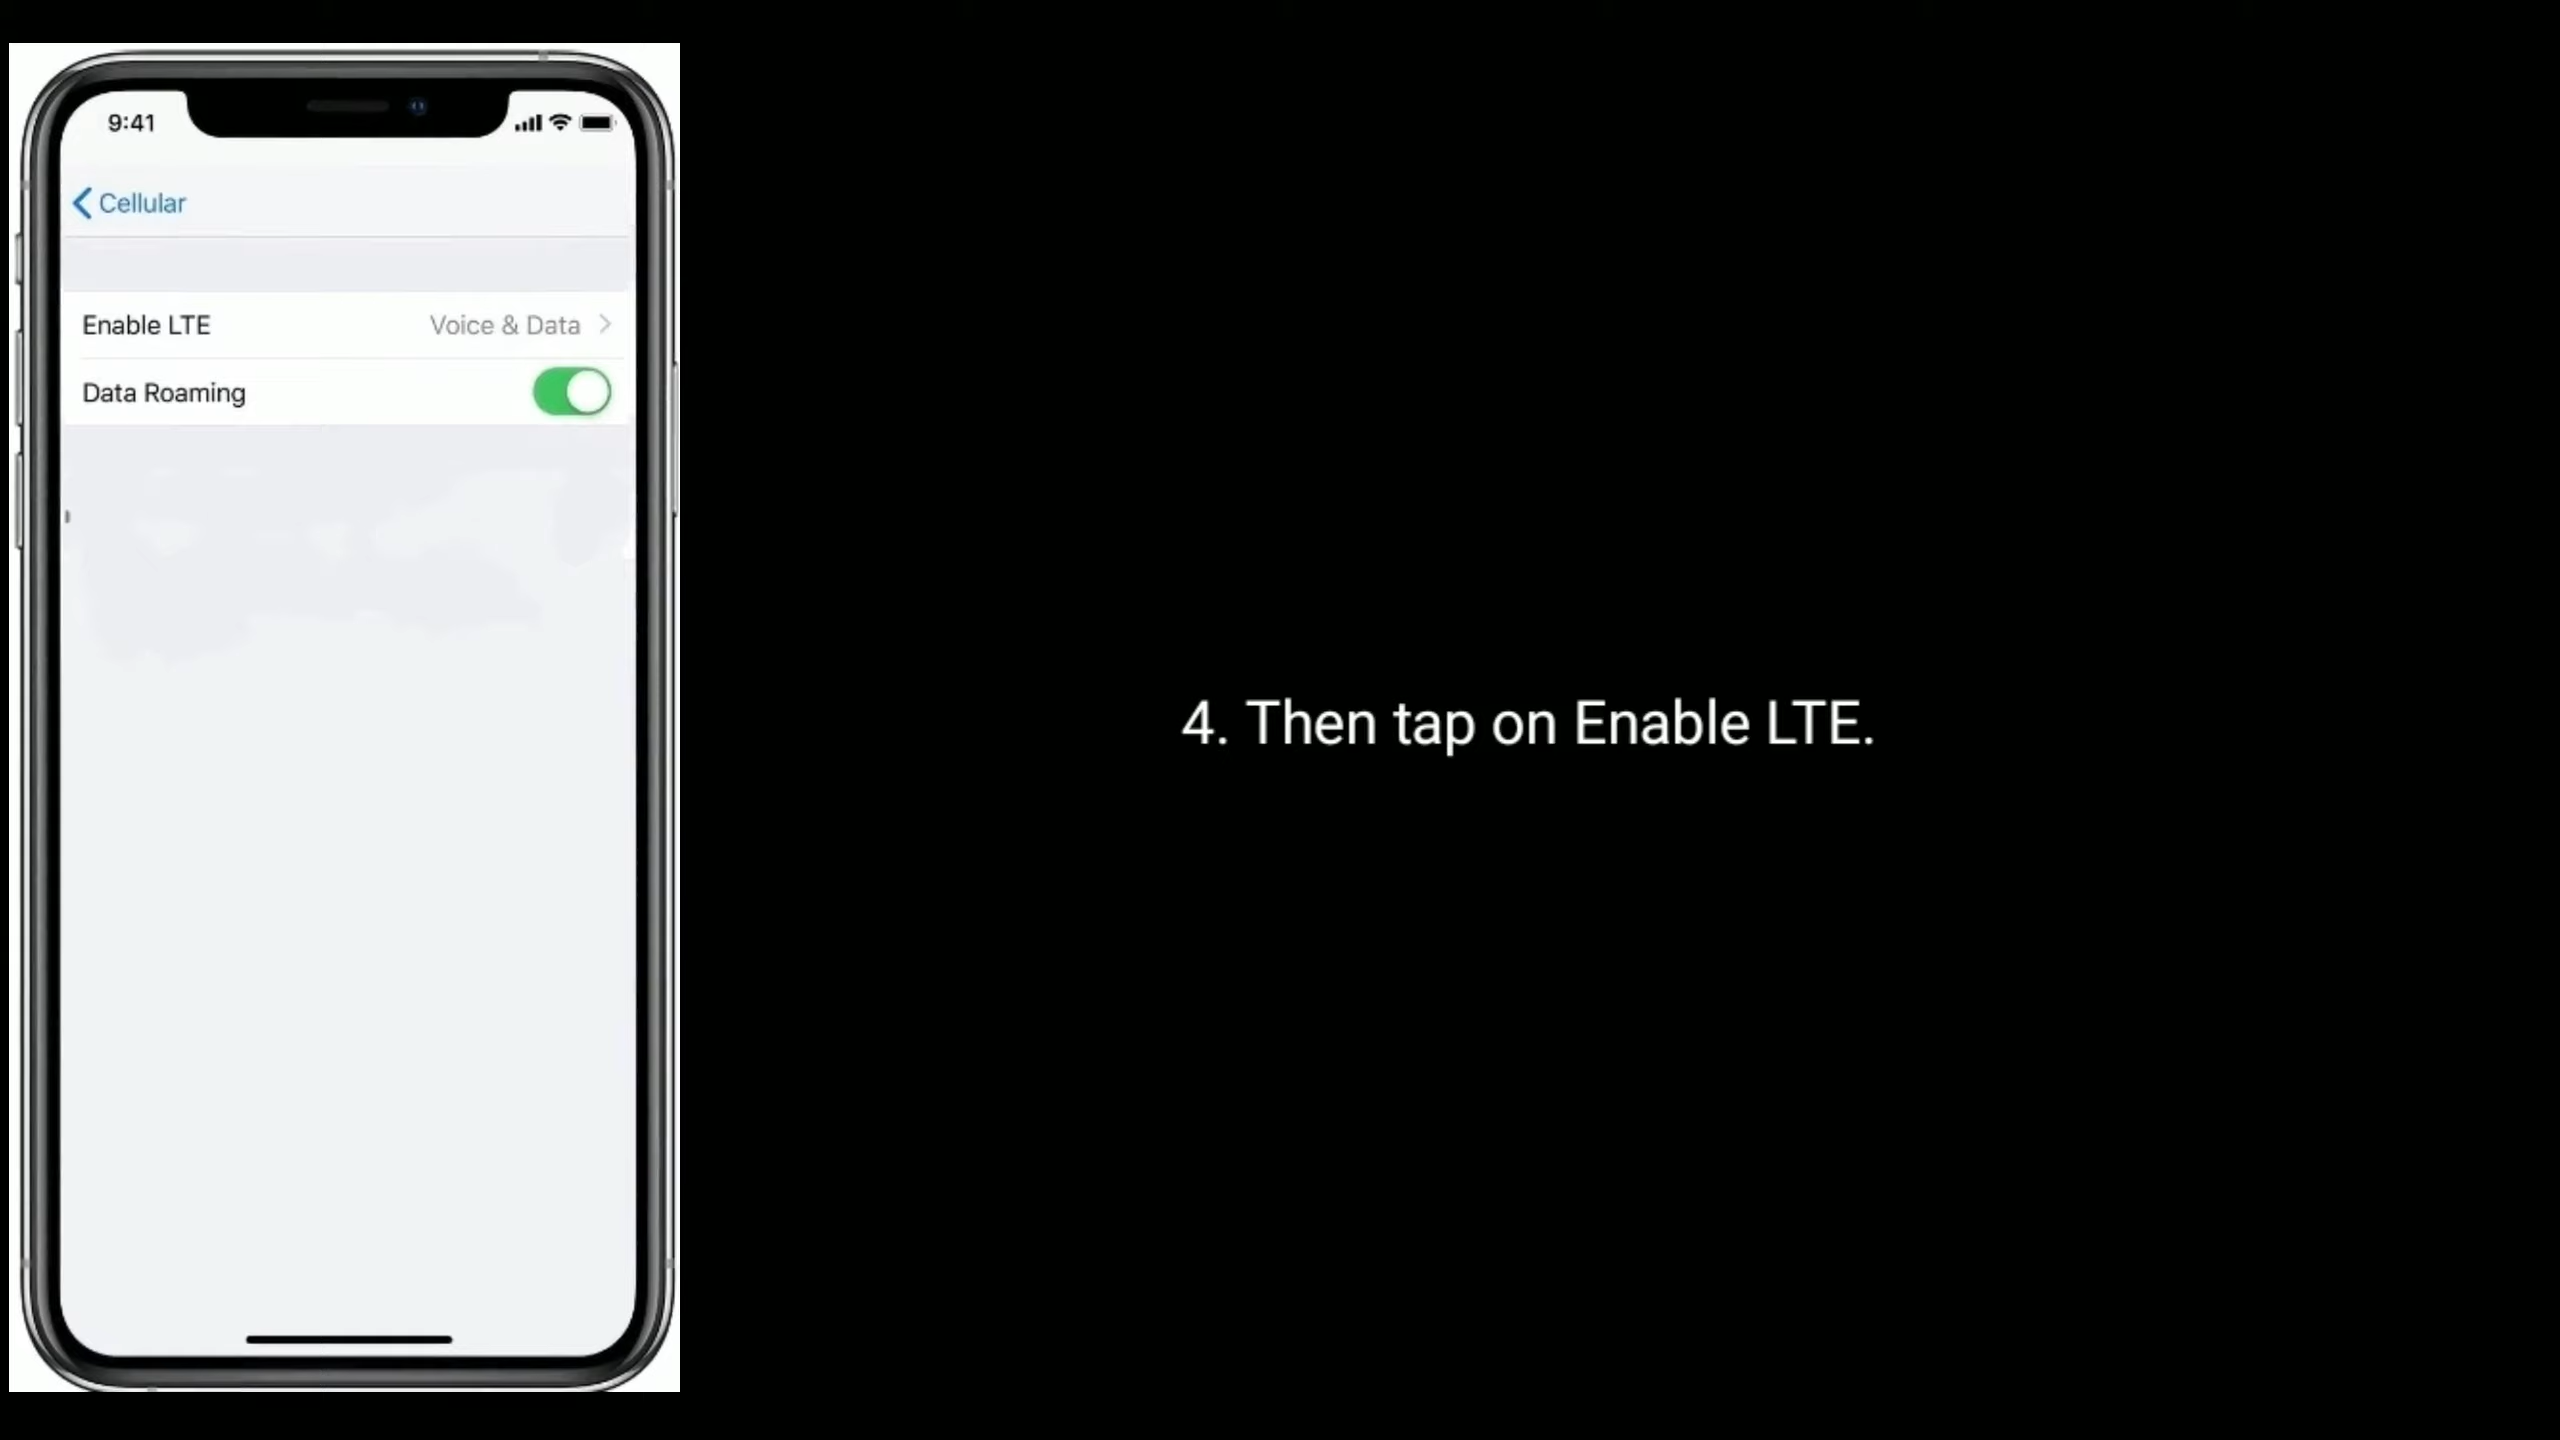 9:41
Cellular
Enable LTE Voice & Data
Data Roaming
4. Then tap on Enable LTE.